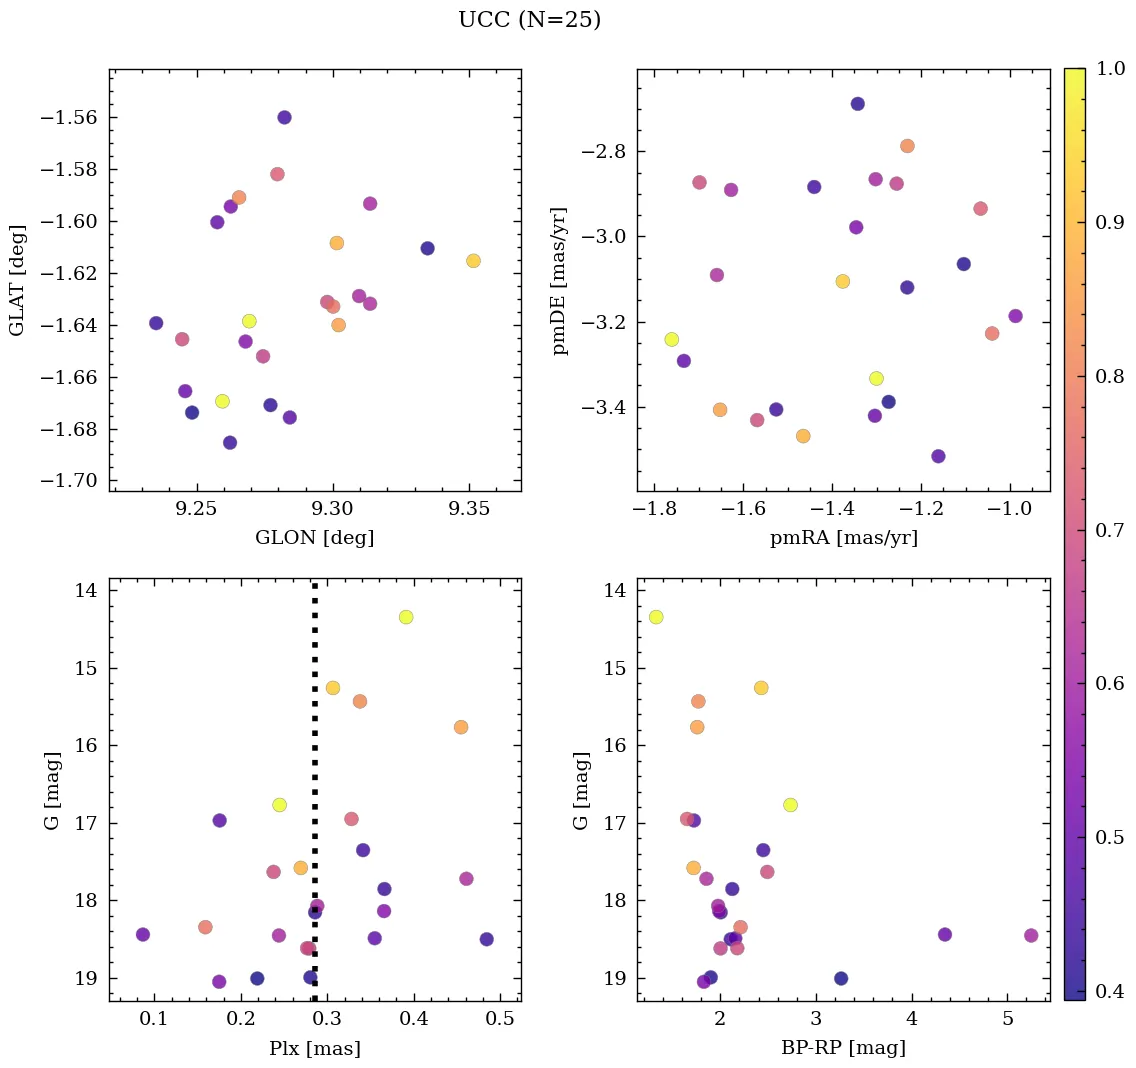 UCC (N=25)
−1.56
−1.58
−1.60
−1.62
−1.64
−1.66
−1.68
−1.70
GLAT [deg]
9.25 9.30 9.35
GLON [deg]
−2.8
−3.0
−3.2
−3.4
pmDE [mas/yr]
−1.8 −1.6 −1.4 −1.2 −1.0
pmRA [mas/yr]
14
15
16
17
18
19
G [mag]
0.1 0.2 0.3 0.4 0.5
Plx [mas]
14
15
16
17
18
19
G [mag]
2 3 4 5
BP-RP [mag]
1.0
0.9
0.8
0.7
0.6
0.5
0.4